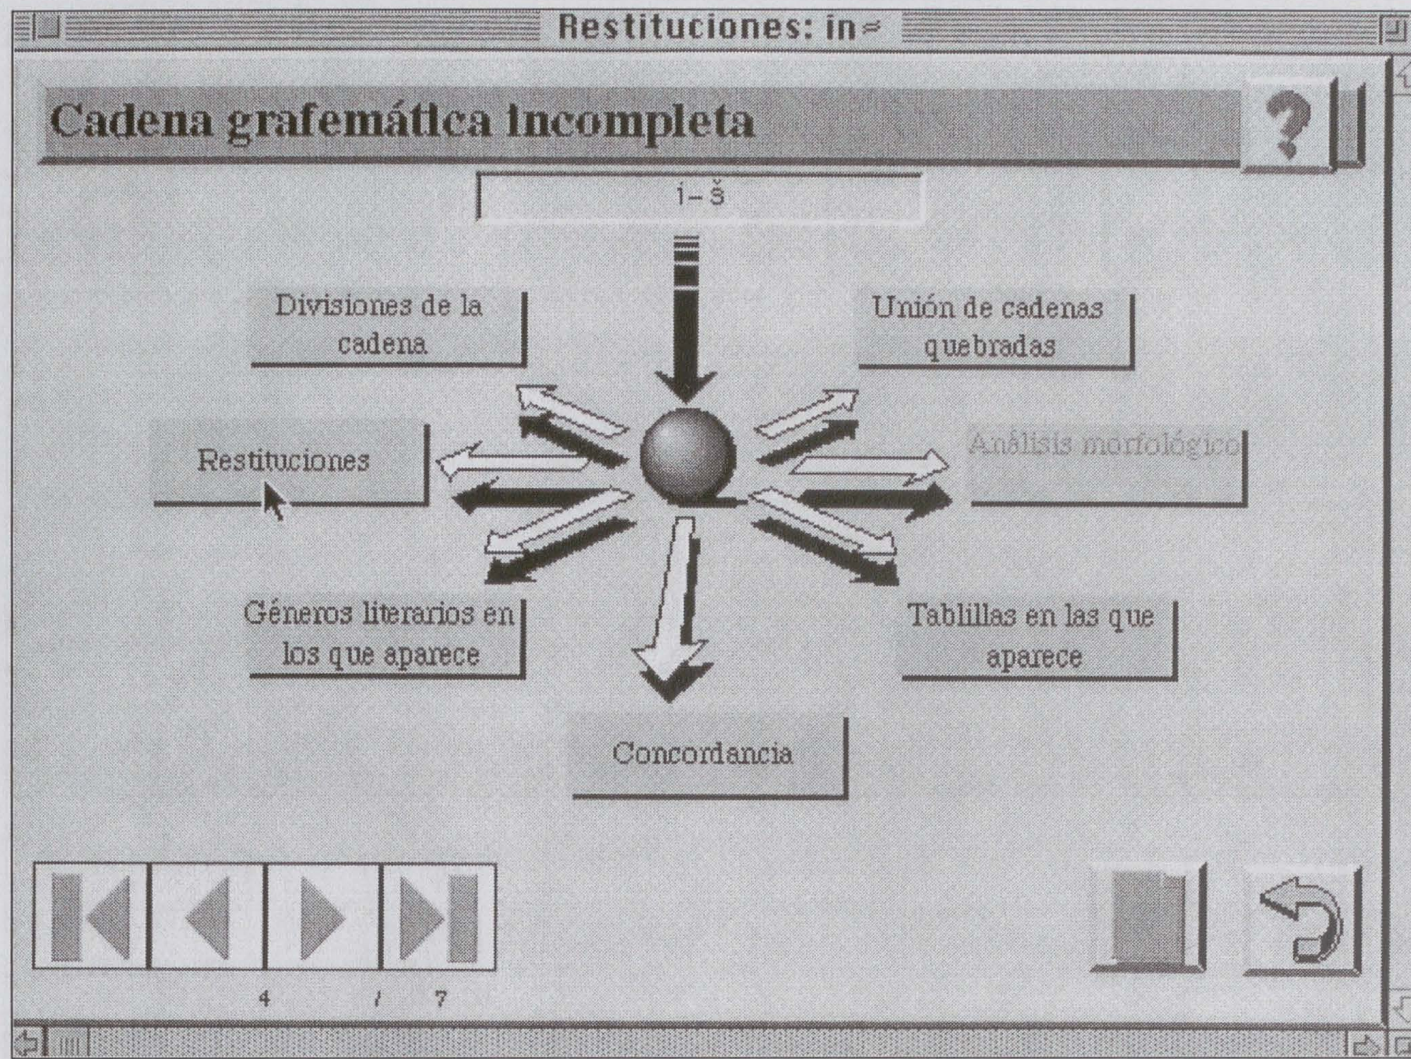 Restituciones: in≈
Cadena grafemática incompleta
?
i-š
Divisiones de la
cadena
Unión de cadenas
quebradas
Restituciones
Análisis morfológico
Géneros literarios en
los que aparece
Tablillas en las que
aparece
Concordancia
4 / 7